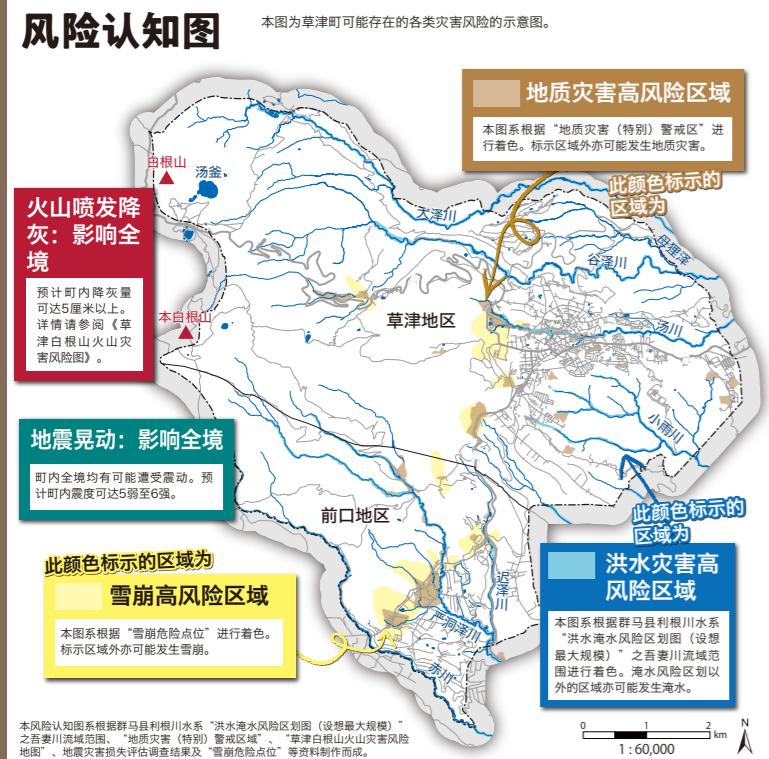 风险认知图
本图为草津町可能存在的各类灾害风险的示意图。
地质灾害高风险区域
本图系根据“地质灾害（特别）警戒区”进
行着色。标示区域外亦可能发生地质灾害。
此颜色标示的
区域为
白根山
汤釜
大泽川
谷泽川
母狸泽
火山喷发降
灰：影响全
境
预计町内降灰量
可达5厘米以上。
详情请参阅《草
津白根山火山灾
害风险图》。
本白根山
草津地区
汤川
小雨川
地震晃动：影响全境
町内全境均有可能遭受震动。预
计町内震度可达5弱至6强。
前口地区
此颜色标示的
区域为
洪水灾害高
风险区域
本图系根据群马县利根川水系
“洪水淹水风险区划图（设想
最大规模）”之吾妻川流域范
围进行着色。淹水风险区划以
外的区域亦可能发生淹水。
此颜色标示的区域为
雪崩高风险区域
本图系根据“雪崩危险点位”进行着色。
标示区域外亦可能发生雪崩。
迟泽川
严洞泽川
赤川
本风险认知图系根据群马县利根川水系“洪水淹水风险区划图（设想最大规模）”
之吾妻川流域范围、“地质灾害（特别）警戒区域”、“草津白根山火山灾害风险
地图”、地震灾害损失评估调查结果及“雪崩危险点位”等资料制作而成。
0 1 2 km
1:60,000
N